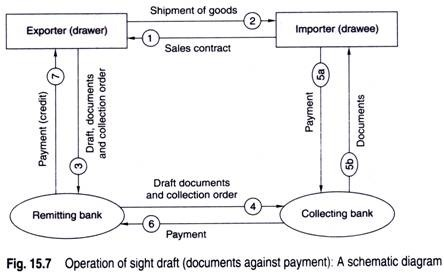 Shipment of goods
Exporter (drawer)
2
Importer (drawee)
1
Sales contract
7
5a
Payment (credit)
Draft, documents
and collection order
3
Payment
Documents
5b
Draft documents
and collection order
4
Remitting bank
Collecting bank
6
Payment
Fig. 15.7 Operation of sight draft (documents against payment): A schematic diagram